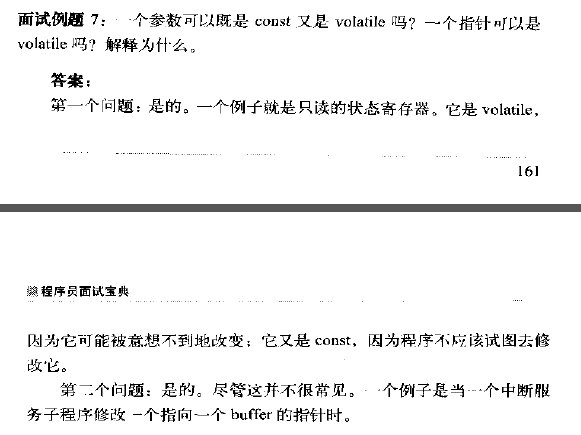 面试例题 7：一个参数可以既是 const 又是 volatile 吗？一个指针可以是
volatile 吗？解释为什么。
答案：
第一个问题：是的。一个例子就是只读的状态寄存器。它是 volatile，
161
程序员面试宝典
因为它可能被意想不到地改变；它又是 const，因为程序不应该试图去修
改它。
第二个问题：是的。尽管这并不很常见。一个例子是当一个中断服
务子程序修改一个指向一个 buffer 的指针时。